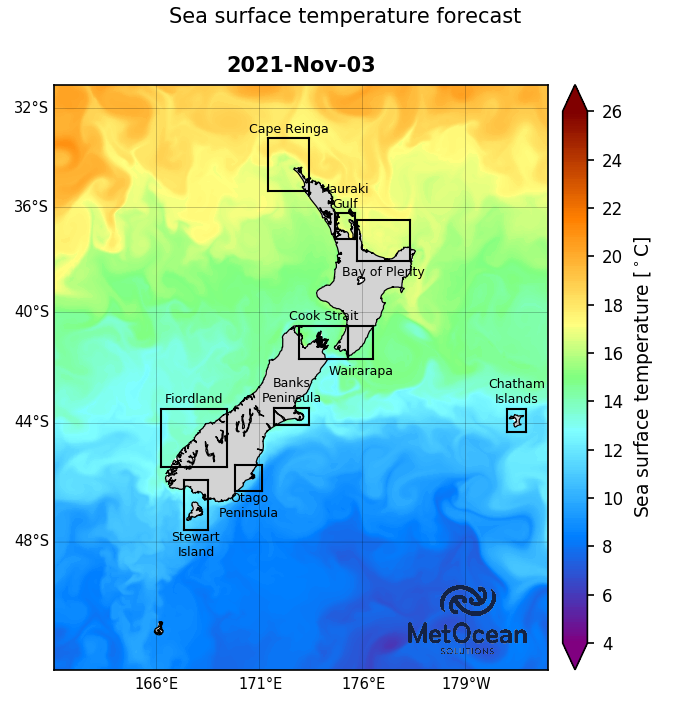 Sea surface temperature forecast
2021-Nov-03
32°S
36°S
40°S
44°S
48°S
166°E
171°E
176°E
179°W
Cape Reinga
Hauraki
Gulf
Bay of Plenty
Cook Strait
Wairarapa
Banks
Peninsula
Fiordland
Chatham
Islands
Otago
Peninsula
Stewart
Island
MetOcean
SOLUTIONS
26
24
22
20
18
16
14
12
10
8
6
4
Sea surface temperature [°C]